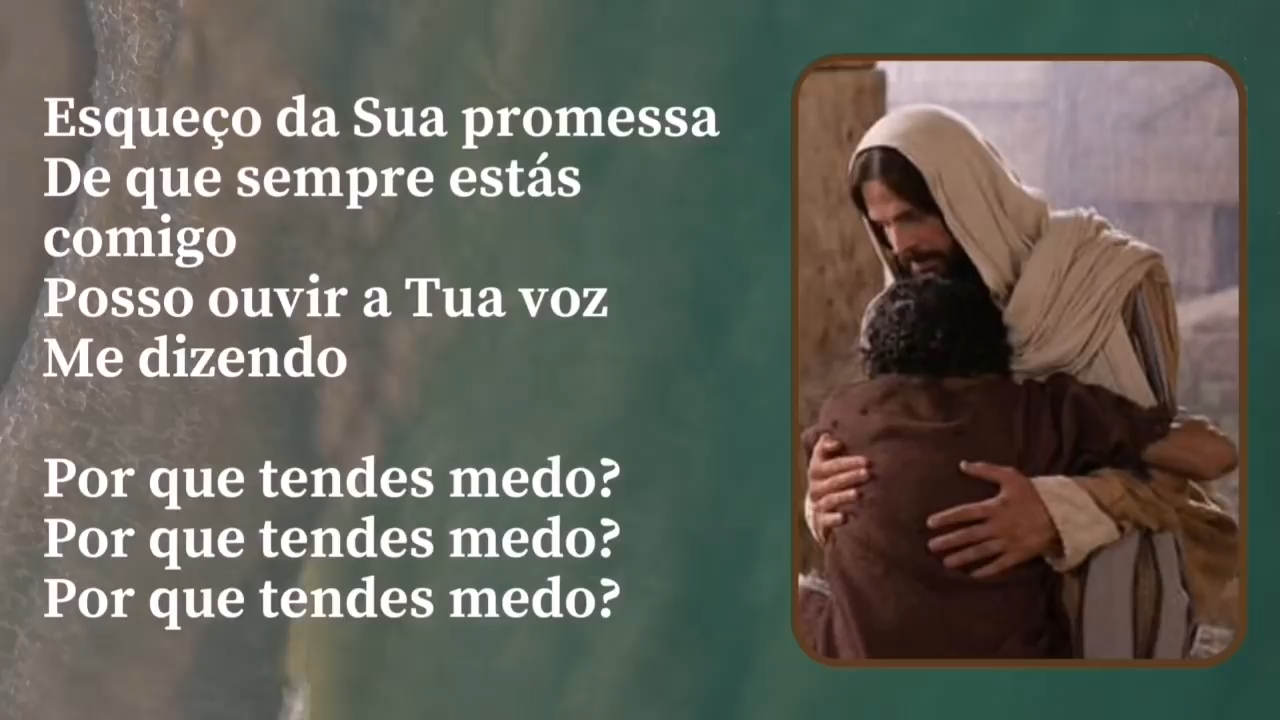 Esqueço da Sua promessa
De que sempre estás
comigo
Posso ouvir a Tua voz
Me dizendo
Por que tendes medo?
Por que tendes medo?
Por que tendes medo?